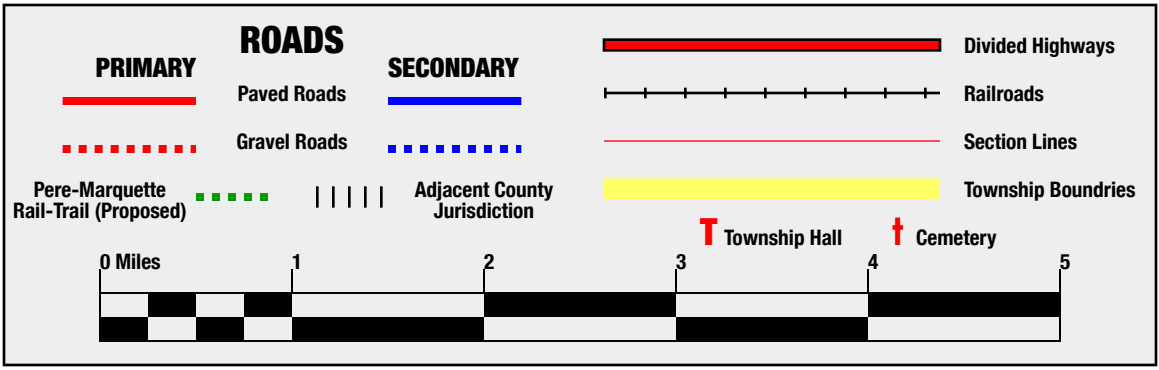 ROADS
PRIMARY
SECONDARY
Paved Roads
Gravel Roads
Pere-Marquette
Rail-Trail (Proposed)
Adjacent County
Jurisdiction
Divided Highways
Railroads
Section Lines
Township Boundries
Township Hall
Cemetery
0 Miles 1 2 3 4 5